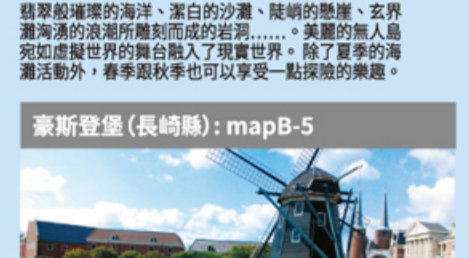 翡翠般璀璨的海洋、潔白的沙灘、陡峭的懸崖、玄界
灘洶湧的浪潮所雕刻而成的岩洞……。美麗的無人島
宛如虛擬世界的舞台融入了現實世界。除了夏季的海
灘活動外，春季跟秋季也可以享受一點探險的樂趣。
豪斯登堡（長崎縣）: mapB-5